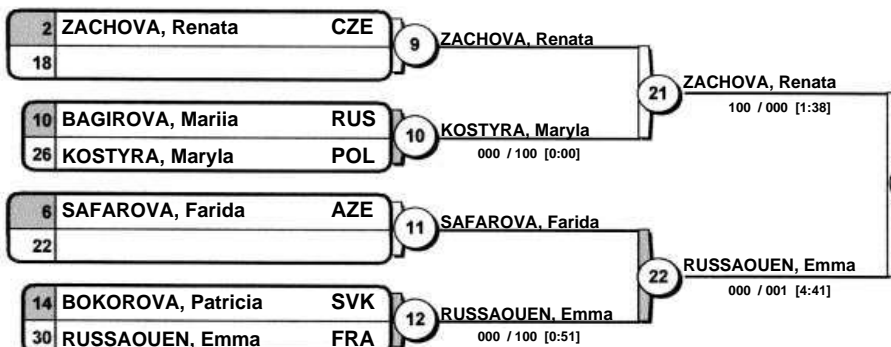 2 ZACHOVA, Renata CZE
18
9 ZACHOVA, Renata
10 BAGIROVA, Mariia RUS
26 KOSTYRA, Maryla POL
10 KOSTYRA, Maryla
000 / 100 [0:00]
21 ZACHOVA, Renata
100 / 000 [1:38]
6 SAFAROVA, Farida AZE
22
11 SAFAROVA, Farida
14 BOKOROVA, Patricia SVK
30 RUSSAOUEN, Emma FRA
12 RUSSAOUEN, Emma
000 / 100 [0:51]
22 RUSSAOUEN, Emma
000 / 001 [4:41]